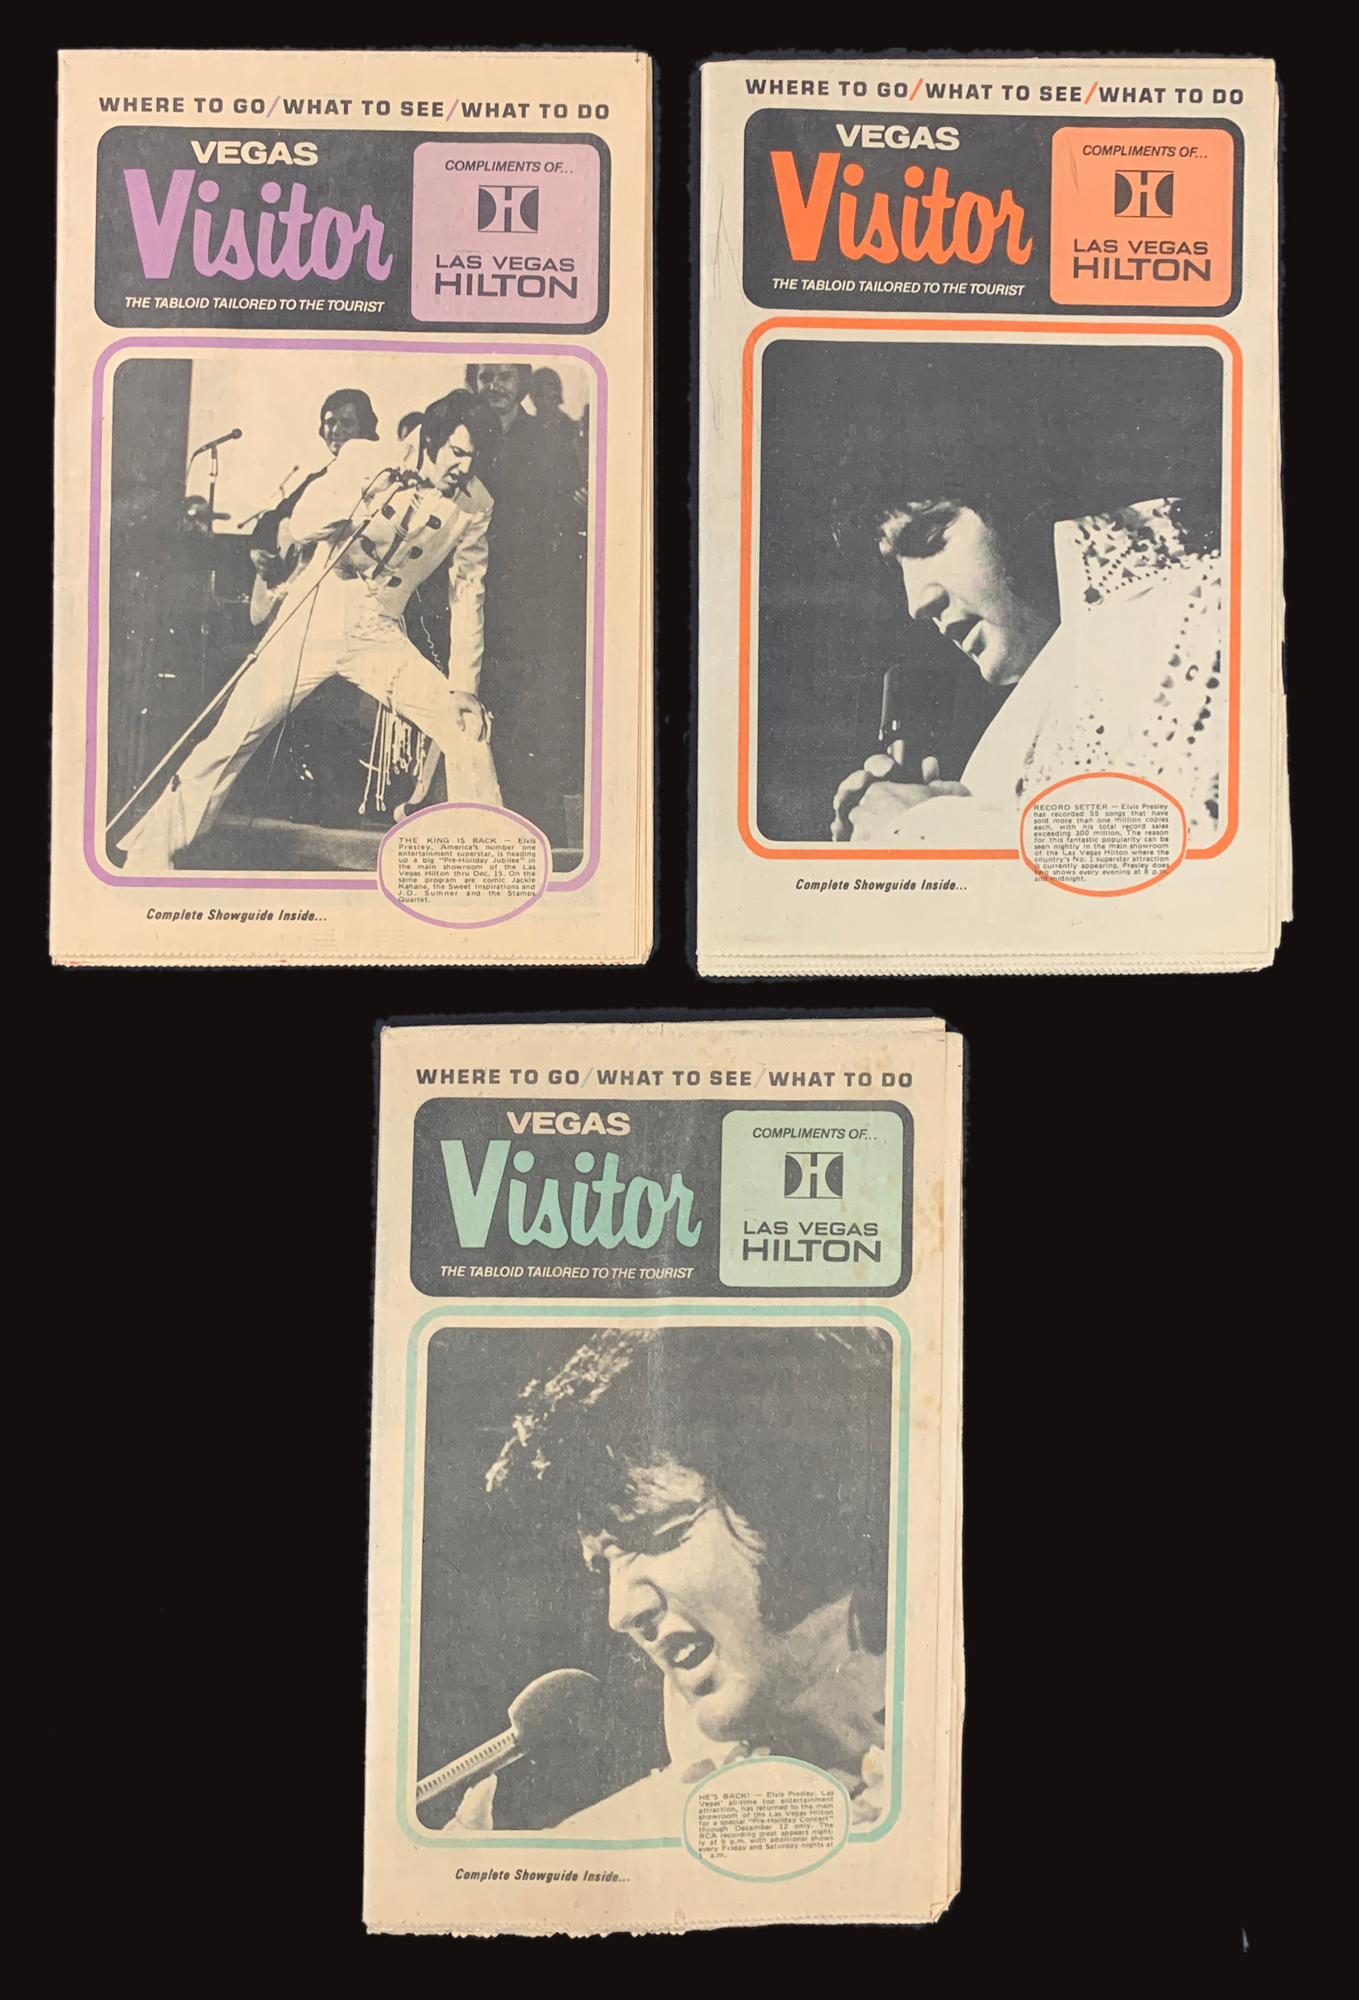 WHERE TO GO/WHAT TO SEE/WHAT TO DO
VEGAS
Visitor
THE TABLOID TAILORED TO THE TOURIST
COMPLIMENTS OF...
H
LAS VEGAS
HILTON
THE KING IS BACK — Elvis
Presley, America's number one
entertainment superstar, is heading
up a big "Pre-Holiday Jubilee" in
the main showroom of the Las
Vegas Hilton thru Dec. 15. On the
same program are comic Jackie
Kahane, the Sweet Inspirations and
J.D. Sumner and the Stamps
Quartet.
Complete Showguide Inside...
WHERE TO GO/WHAT TO SEE/WHAT TO DO
VEGAS
Visitor
THE TABLOID TAILORED TO THE TOURIST
COMPLIMENTS OF...
H
LAS VEGAS
HILTON
RECORD SETTER — Elvis Presley
has recorded 55 songs that have
sold more than one million copies
each, with his total record sales
exceeding 300 million. The reason
for this fantastic popularity can be
seen nightly in the main showroom
of the Las Vegas Hilton where the
country's No. 1 superstar attraction
is currently appearing. Presley does
two shows every evening at 8 p.m.
and midnight.
Complete Showguide Inside...
WHERE TO GO/WHAT TO SEE/WHAT TO DO
VEGAS
Visitor
THE TABLOID TAILORED TO THE TOURIST
COMPLIMENTS OF...
H
LAS VEGAS
HILTON
HE'S BACK! — Elvis Presley, Las
Vegas' all-time top entertainment
attraction, has returned to the main
showroom of the Las Vegas Hilton
for a special "Pre-Holiday Concert"
through December 12 only. The
RCA recording great appears night-
ly at 9 p.m. with additional shows
every Friday and Saturday nights at
1 a.m.
Complete Showguide Inside...